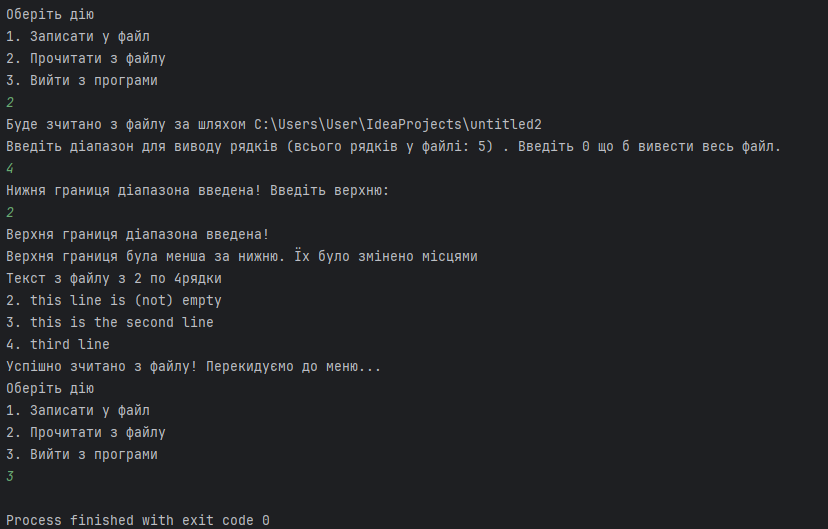 Оберіть дію
1. Записати у файл
2. Прочитати з файлу
3. Вийти з програми
2
Буде зчитано з файлу за шляхом C:\Users\User\IdeaProjects\untitled2
Введіть діапазон для виводу рядків (всього рядків у файлі: 5) . Введіть 0 що б вивести весь файл.
4
Нижня границя діапазона введена! Введіть верхню:
2
Верхня границя діапазона введена!
Верхня границя була менша за нижню. Їх було змінено місцями
Текст з файлу з 2 по 4рядки
2. this line is (not) empty
3. this is the second line
4. third line
Успішно зчитано з файлу! Перекидуємо до меню...
Оберіть дію
1. Записати у файл
2. Прочитати з файлу
3. Вийти з програми
3
Process finished with exit code 0